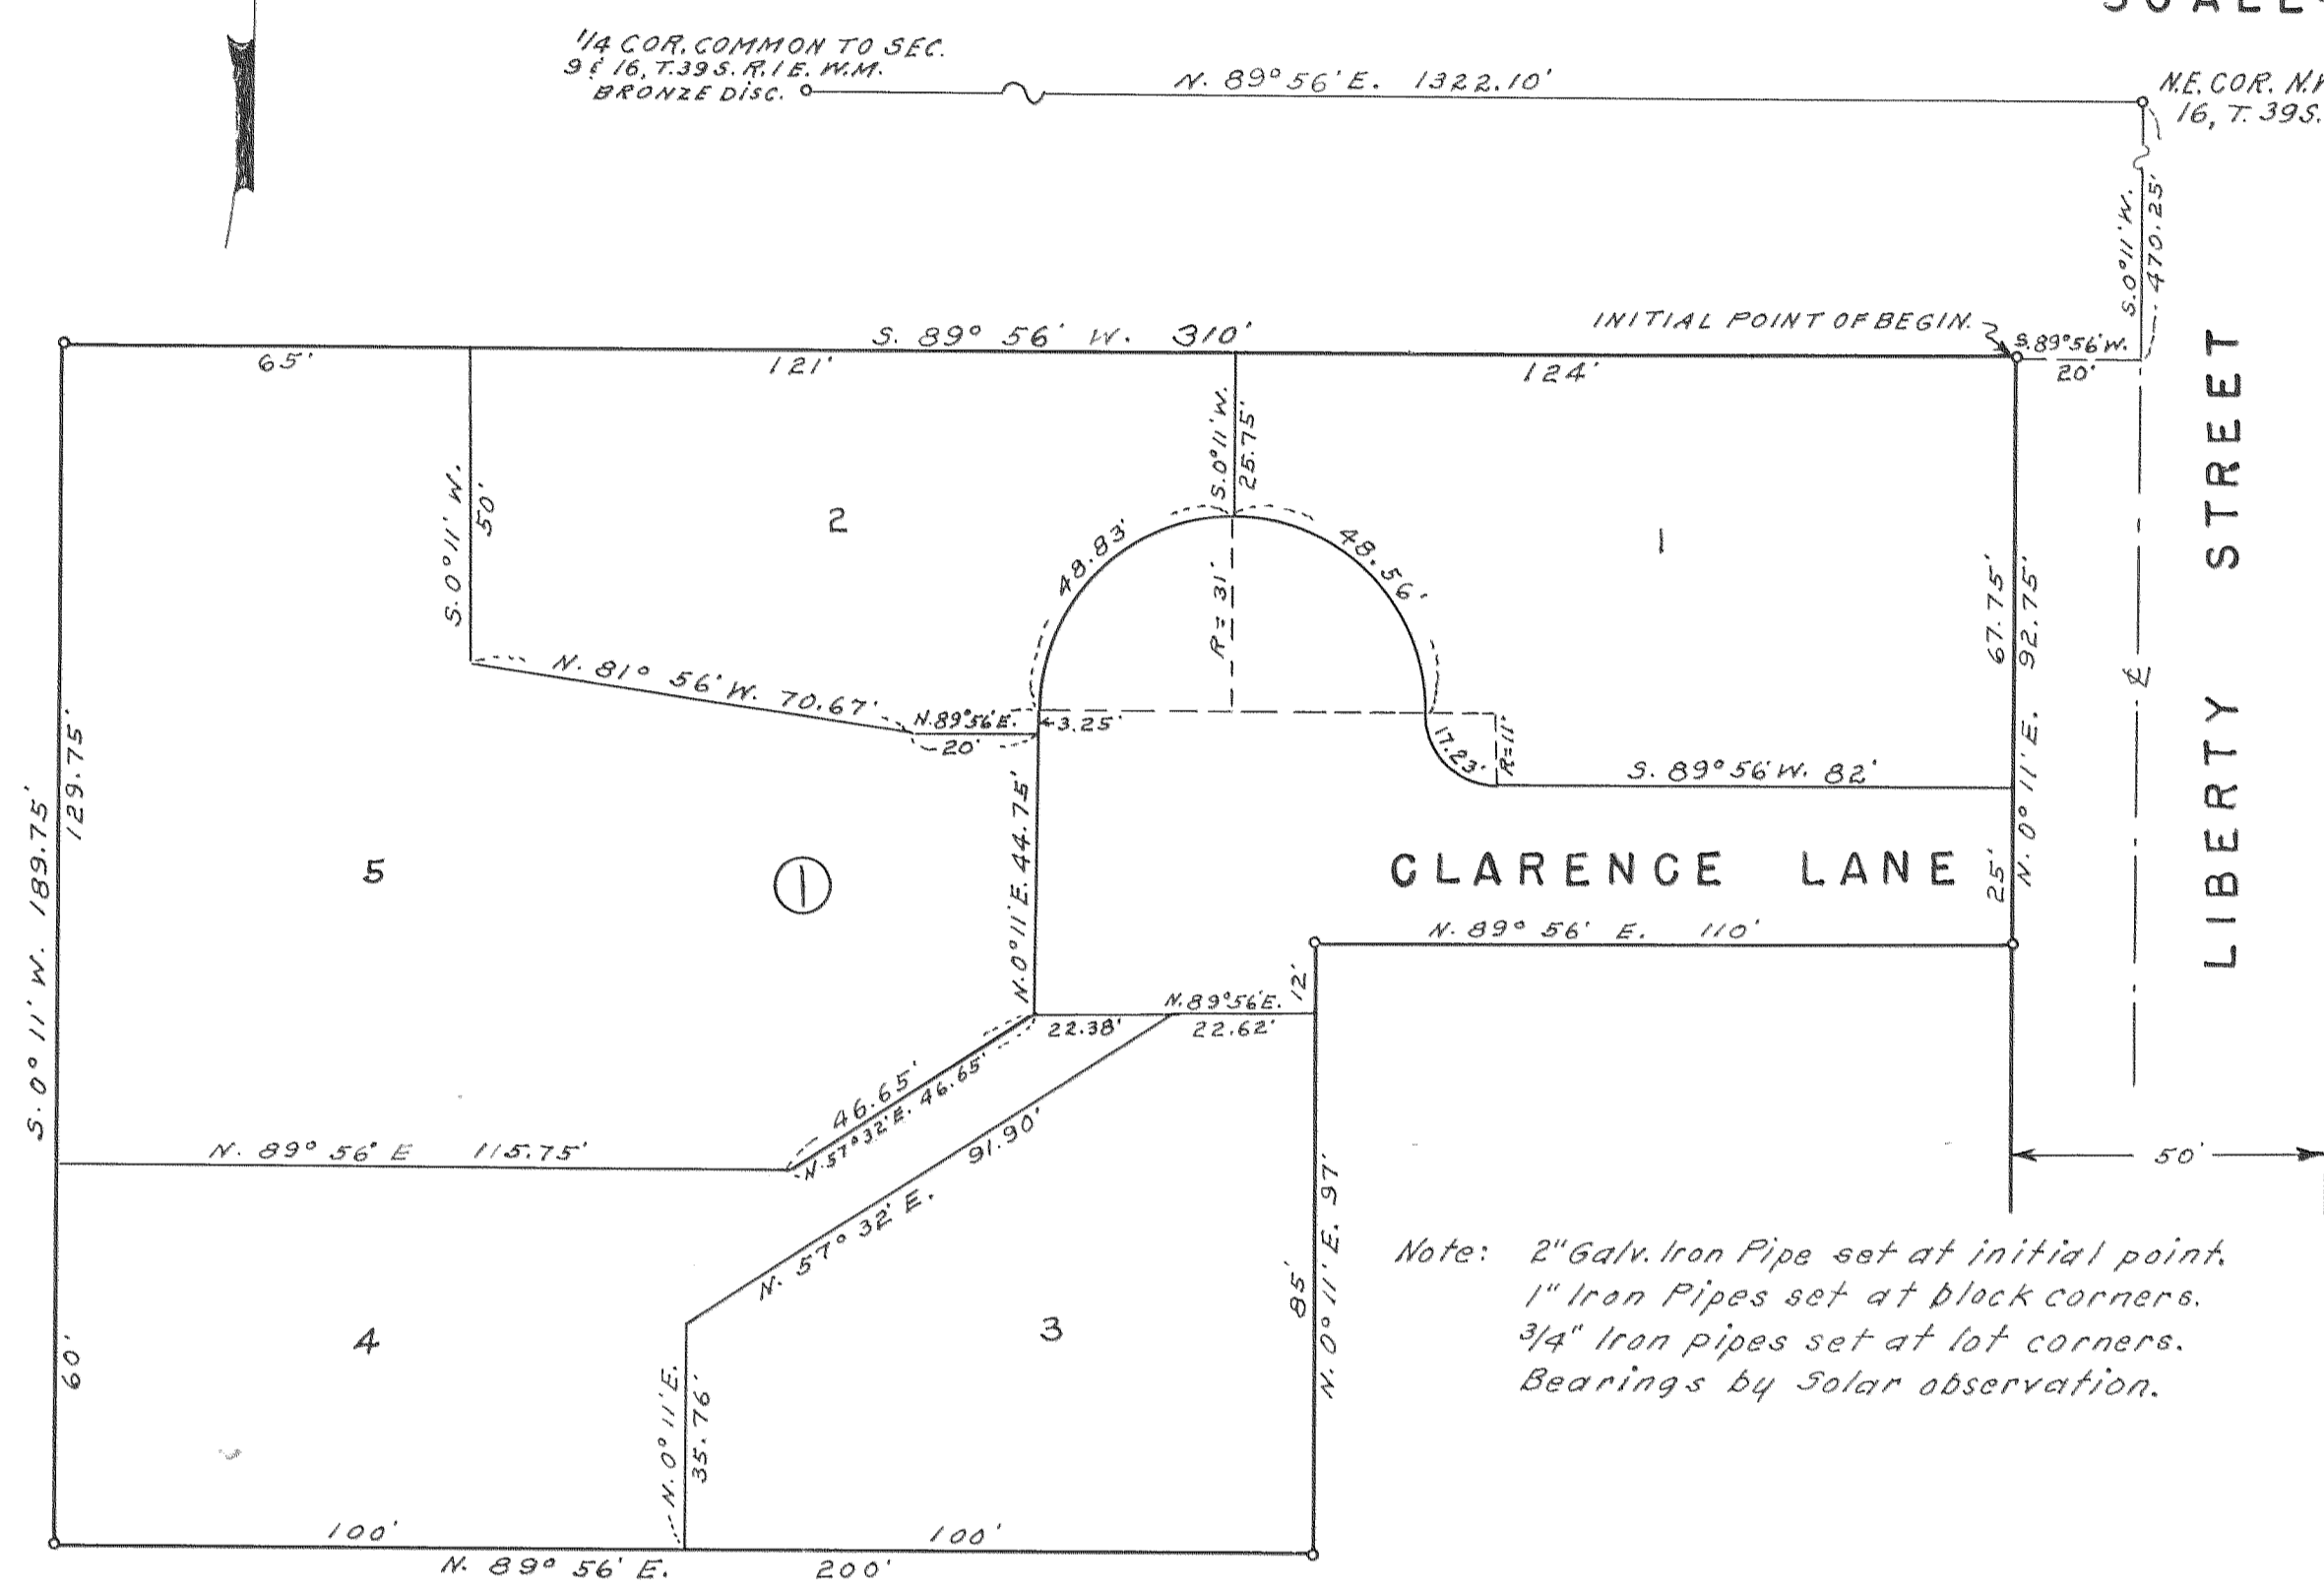 1/4 COR. COMMON TO SEC.
9 & 16, T.39 S. R.1 E. W.M.
BRONZE DISC.
N. 89° 56' E. 1322.10'
16, T. 39S.
S. 0° 11' W.
470.25'
INITIAL POINT OF BEGIN.
S. 89° 56' W.
20'
S. 89° 56' W. 310'
65'
121'
124'
S. 0° 11' W.
50'
2
S. 0° 11' W.
25.75'
48.83'
48.56'
R = 31'
1
67.75'
N. 0° 11' E. 92.75'
LIBERTY STREET
N. 81° 56' W. 70.67'
N. 89° 56' E.
20'
3.25'
17.23'
R = 11'
S. 89° 56' W. 82'
S. 0° 11' W. 189.75'
129.75'
5
1
N. 0° 11' E. 44.75'
CLARENCE LANE
25'
N. 89° 56' E. 110'
12'
N. 89° 56' E.
22.38'
22.62'
46.65'
N. 57° 32' E. 46.65'
91.90'
N. 57° 32' E.
N. 89° 56' E 115.75'
50'
N. 0° 11' E. 97'
85'
60'
4
3
N. 0° 11' E.
35.76'
100'
100'
N. 89° 56' E. 200'
Note: 2" Galv. Iron Pipe set at initial point.
1" Iron Pipes set at block corners.
3/4" Iron pipes set at lot corners.
Bearings by Solar observation.